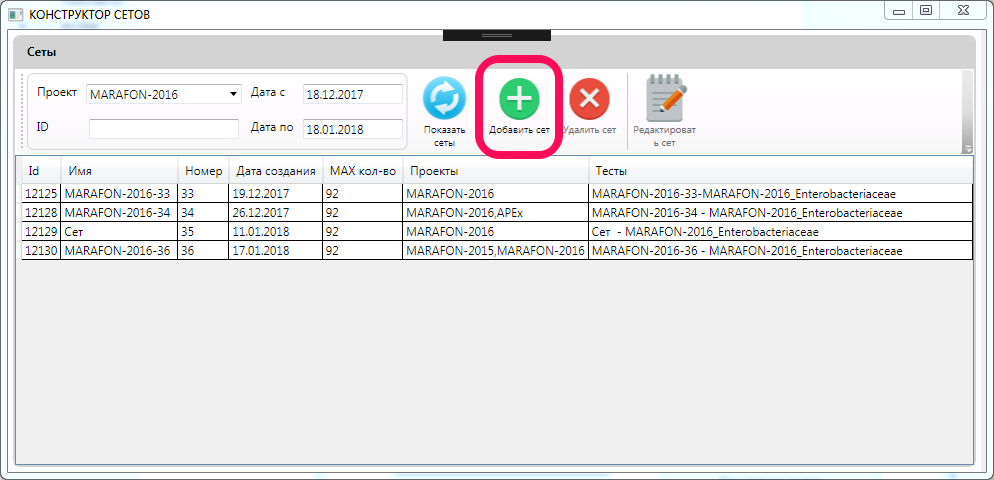 КОНСТРУКТОР СЕТОВ
Сеты
Проект MARAFON-2016 Дата с 18.12.2017
ID Дата по 18.01.2018
Показать сеты
Добавить сет
Удалить сет
Редактироват
ь сет
Id Имя Номер Дата создания MAX кол-во Проекты Тесты
12125 MARAFON-2016-33 33 19.12.2017 92 MARAFON-2016 MARAFON-2016-33-MARAFON-2016_Enterobacteriaceae
12128 MARAFON-2016-34 34 26.12.2017 92 MARAFON-2016,APEx MARAFON-2016-34 - MARAFON-2016_Enterobacteriaceae
12129 Сет 35 11.01.2018 92 MARAFON-2016 Сет - MARAFON-2016_Enterobacteriaceae
12130 MARAFON-2016-36 36 17.01.2018 92 MARAFON-2015,MARAFON-2016 MARAFON-2016-36 - MARAFON-2016_Enterobacteriaceae